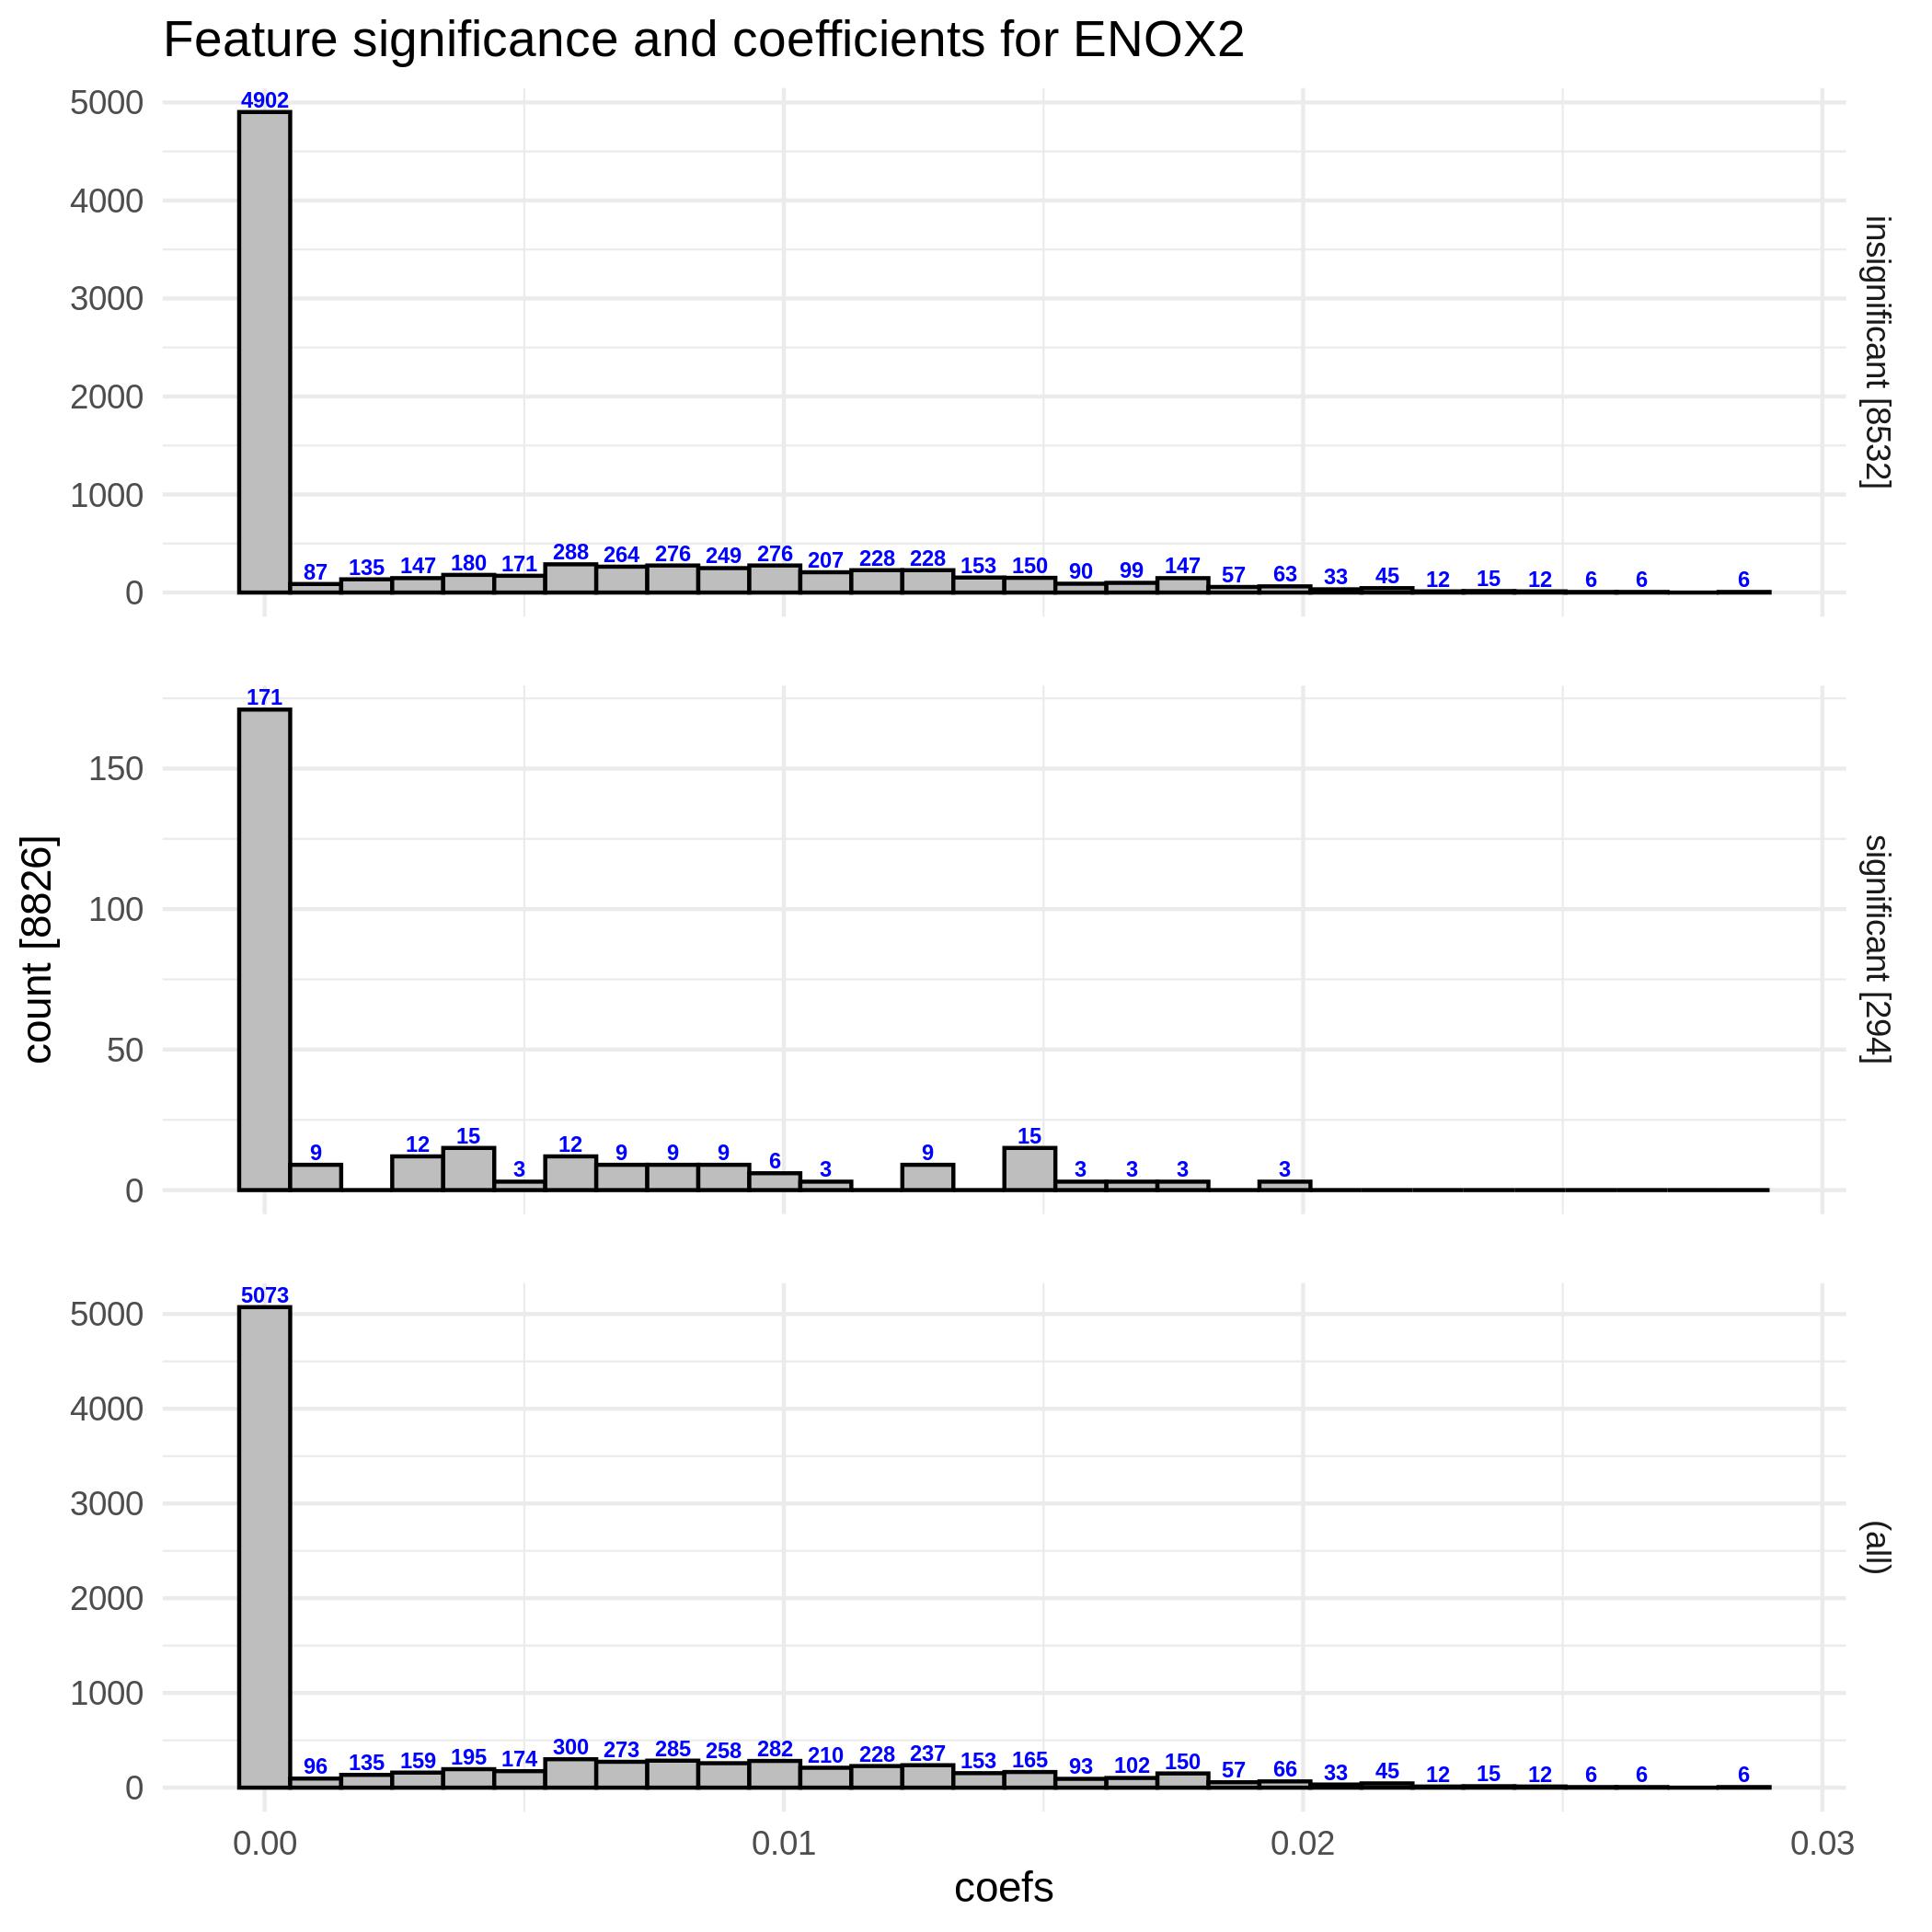 Feature significance and coefficients for ENOX2
5000
4000
3000
2000
1000
0
4902 87 135 147 180 171 288 264 276 249 276 207 228 228 153 150 90 99 147 57 63 33 45 12 15 12 6 6 6
insignificant [8532]
count [8826]
150
100
50
0
171 9 12 15 3 12 9 9 9 6 3 9 15 3 3 3 3
significant [294]
5000
4000
3000
2000
1000
0
5073 96 135 159 195 174 300 273 285 258 282 210 228 237 153 165 93 102 150 57 66 33 45 12 15 12 6 6 6
(all)
0.00 0.01 0.02 0.03
coefs